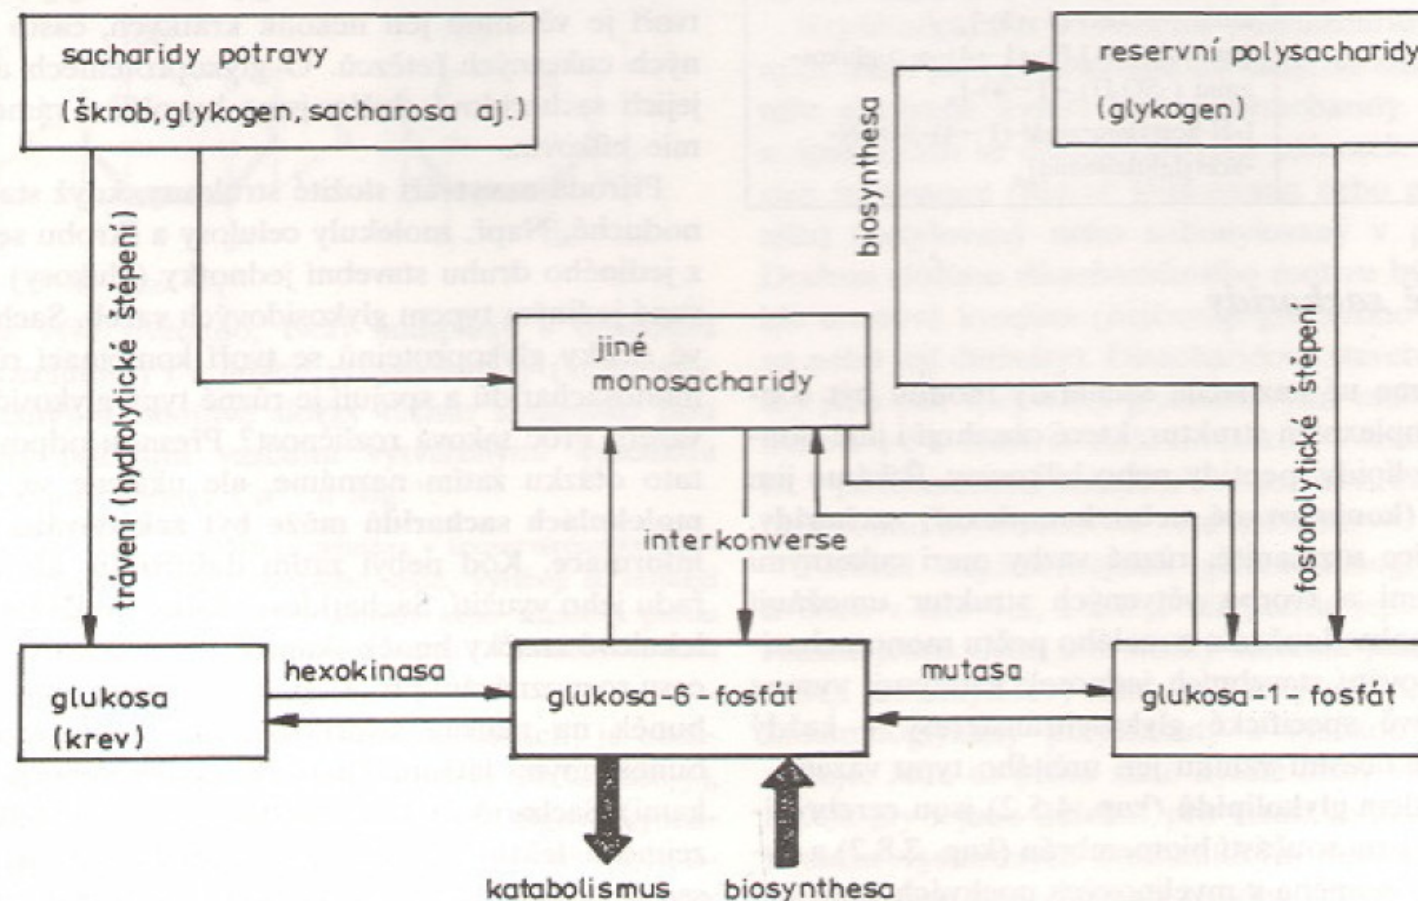 sacharidy potravy
(škrob, glykogen, sacharosa aj.)
reservní polysacharidy
(glykogen)
trávení (hydrolytické štěpení)
biosynthesa
fosforolytické štěpení
jiné
monosacharidy
interkonverse
glukosa
(krev)
hexokinasa
glukosa-6-fosfát
mutasa
glukosa-1-fosfát
katabolismus
biosynthesa